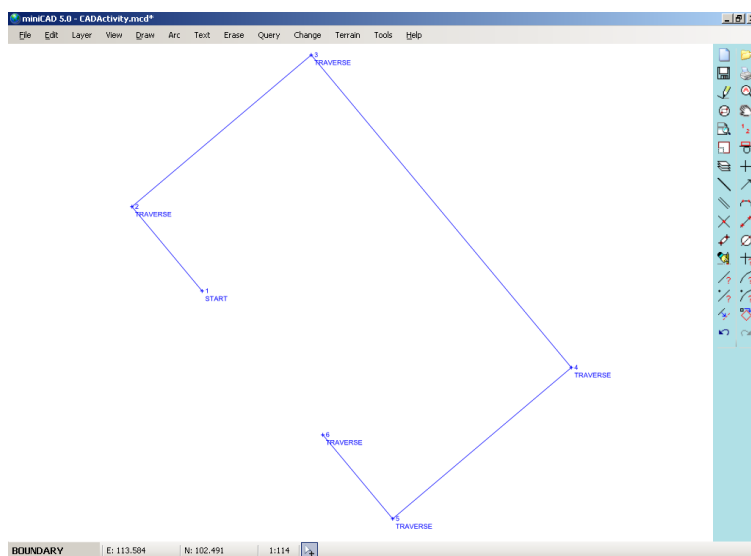 miniCAD 5.0 - CADActivity.mcd*
File Edit Layer View Draw Arc Text Erase Query Change Terrain Tools Help
3
TRAVERSE
2
TRAVERSE
1
START
4
TRAVERSE
6
TRAVERSE
5
TRAVERSE
BOUNDARY E: 113.584 N: 102.491 1:114